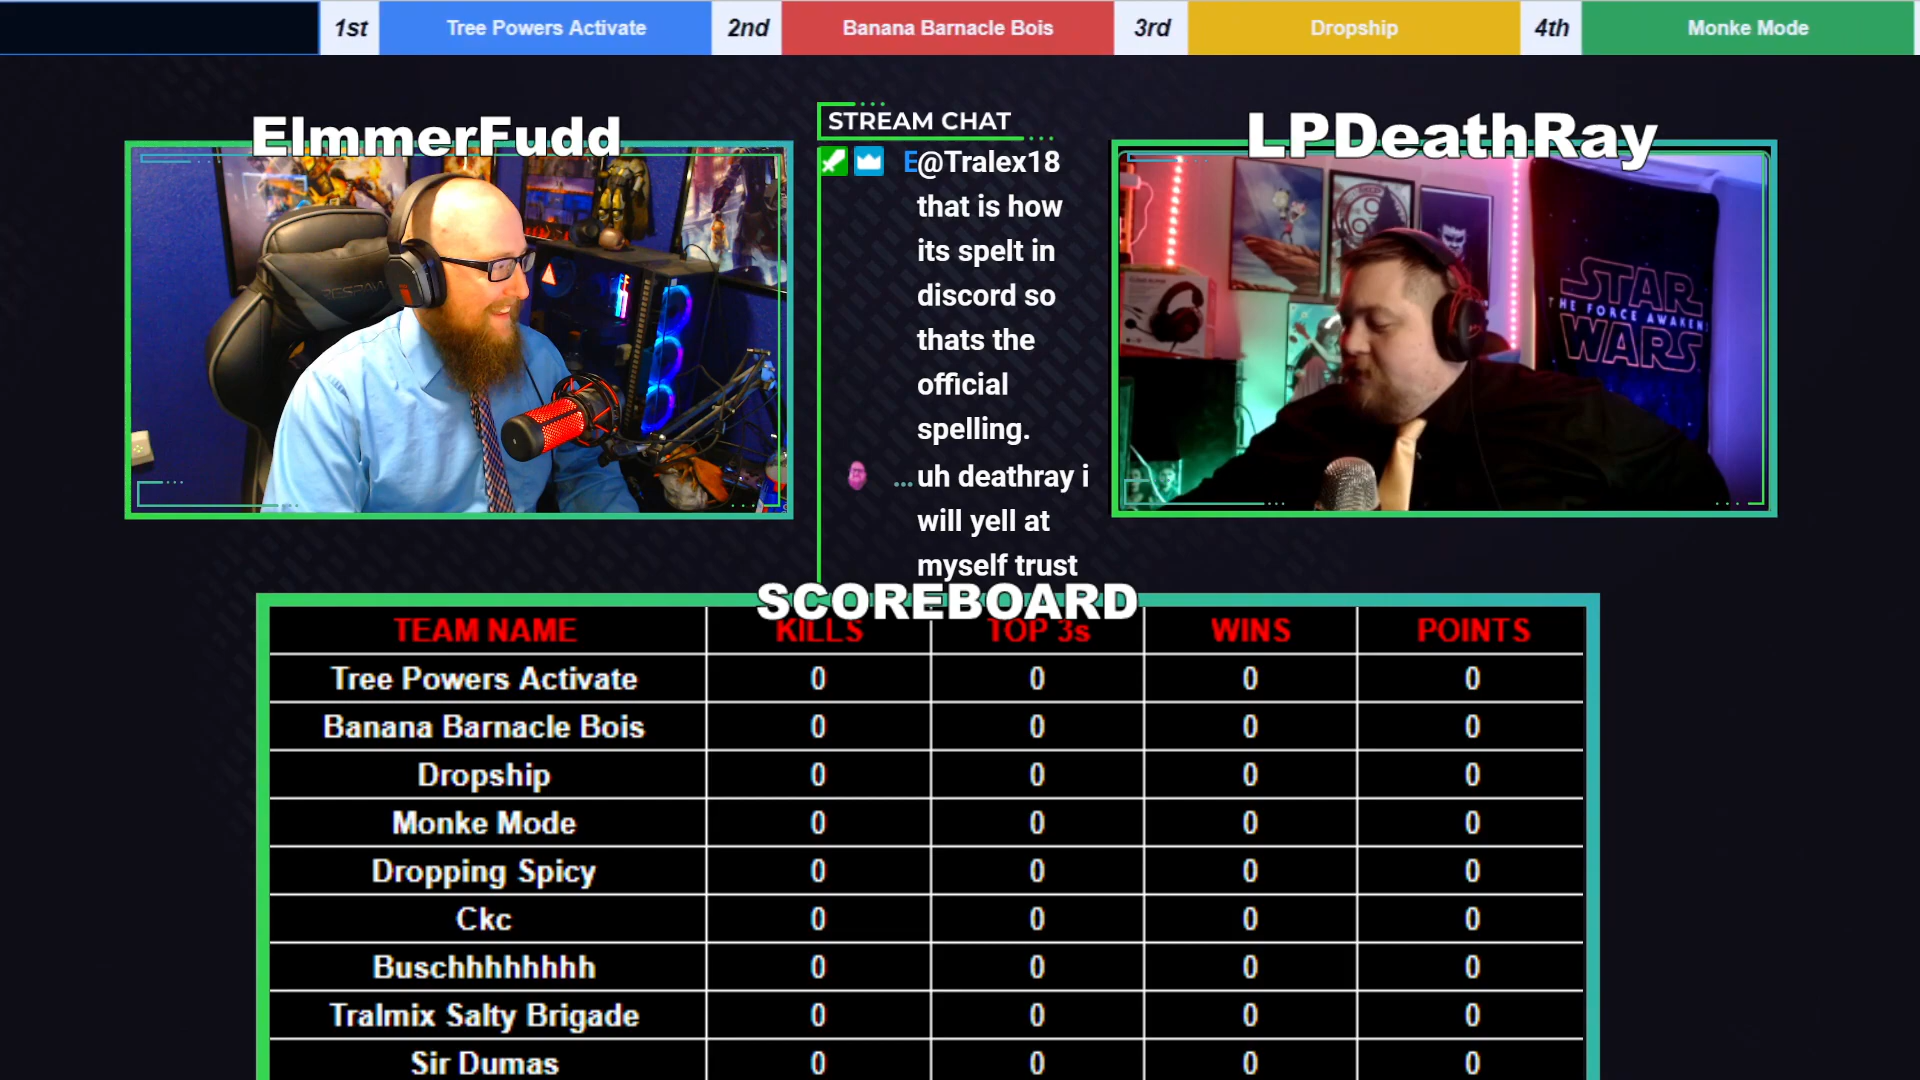 1st Tree Powers Activate 2nd Banana Barnacle Bois 3rd Dropship 4th Monke Mode
ElmmerFudd
STREAM CHAT
LPDeathRay
E@Tralex18
that is how
its spelt in
discord so
thats the
official
spelling.
...uh deathray i
will yell at
myself trust
RESPAWN
STAR
THE FORCE AWAKENS
WARS
SCOREBOARD
TEAM NAME KILLS TOP 3s WINS POINTS
Tree Powers Activate 0 0 0 0
Banana Barnacle Bois 0 0 0 0
Dropship 0 0 0 0
Monke Mode 0 0 0 0
Dropping Spicy 0 0 0 0
Ckc 0 0 0 0
Buschhhhhhhh 0 0 0 0
Tralmix Salty Brigade 0 0 0 0
Sir Dumas 0 0 0 0